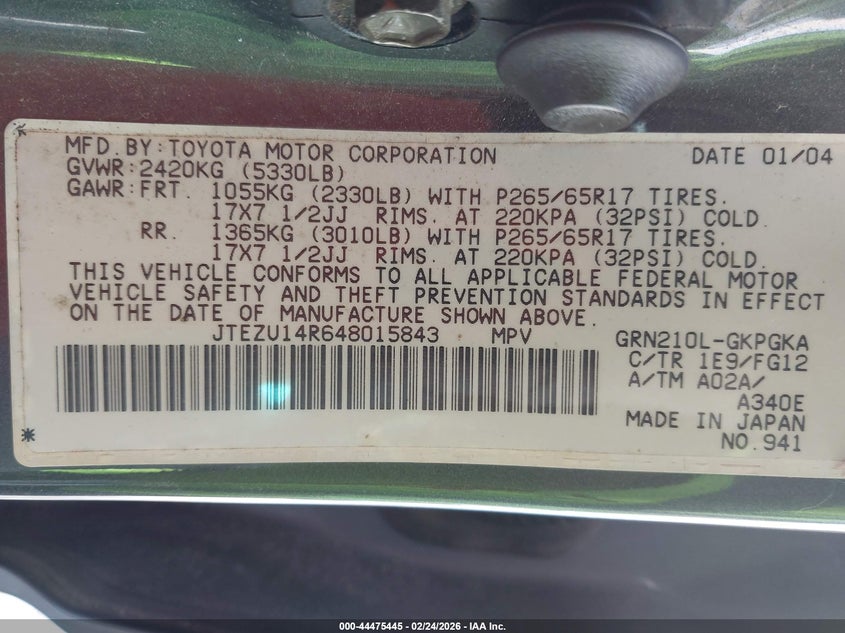 MFD. BY: TOYOTA MOTOR CORPORATION DATE 01/04
GVWR: 2420KG (5330LB)
GAWR: FRT. 1055KG (2330LB) WITH P265/65R17 TIRES.
17X7 1/2JJ RIMS. AT 220KPA (32PSI) COLD.
RR. 1365KG (3010LB) WITH P265/65R17 TIRES.
17X7 1/2JJ RIMS. AT 220KPA (32PSI) COLD.
THIS VEHICLE CONFORMS TO ALL APPLICABLE FEDERAL MOTOR
VEHICLE SAFETY AND THEFT PREVENTION STANDARDS IN EFFECT
ON THE DATE OF MANUFACTURE SHOWN ABOVE.
JTEZU14R648015843 MPV GRN210L-GKPGKA
C/TR 1E9/FG12
A/TM A02A/
A340E
MADE IN JAPAN
NO. 941
000-44475445 - 02/24/2026 - IAA Inc.